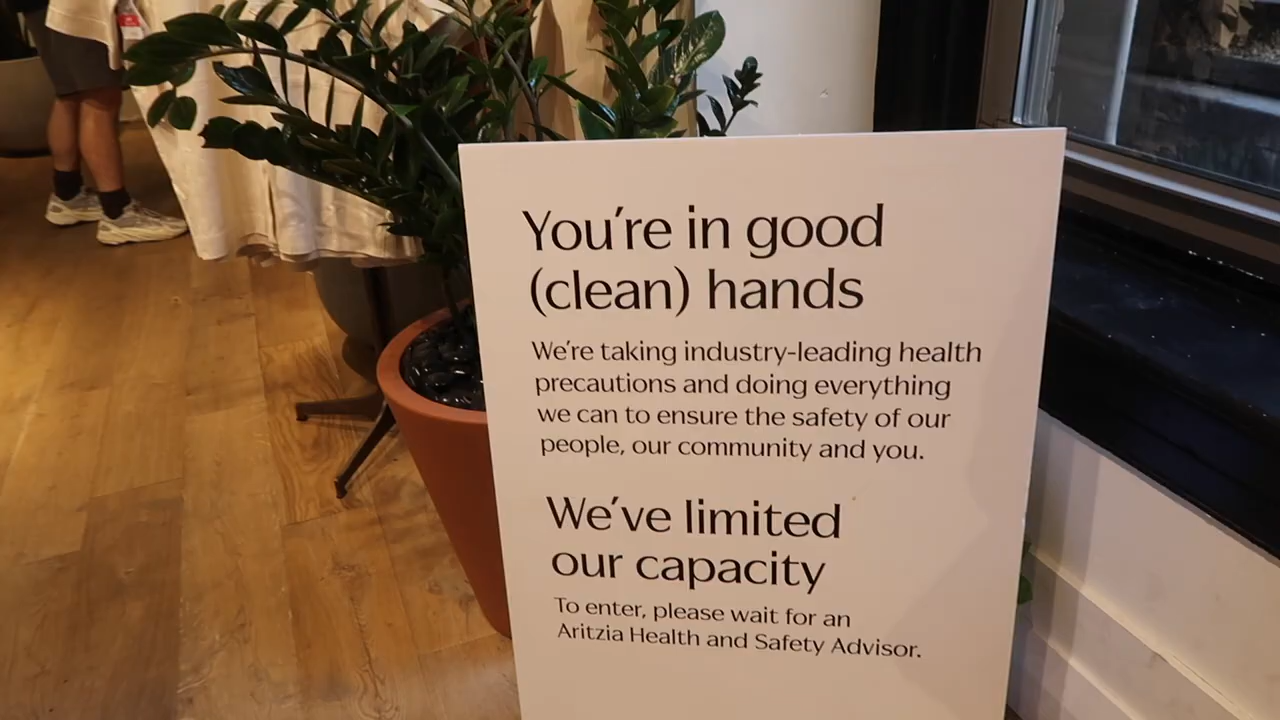 You're in good
(clean) hands
We're taking industry-leading health
precautions and doing everything
we can to ensure the safety of our
people, our community and you.
We've limited
our capacity
To enter, please wait for an
Aritzia Health and Safety Advisor.